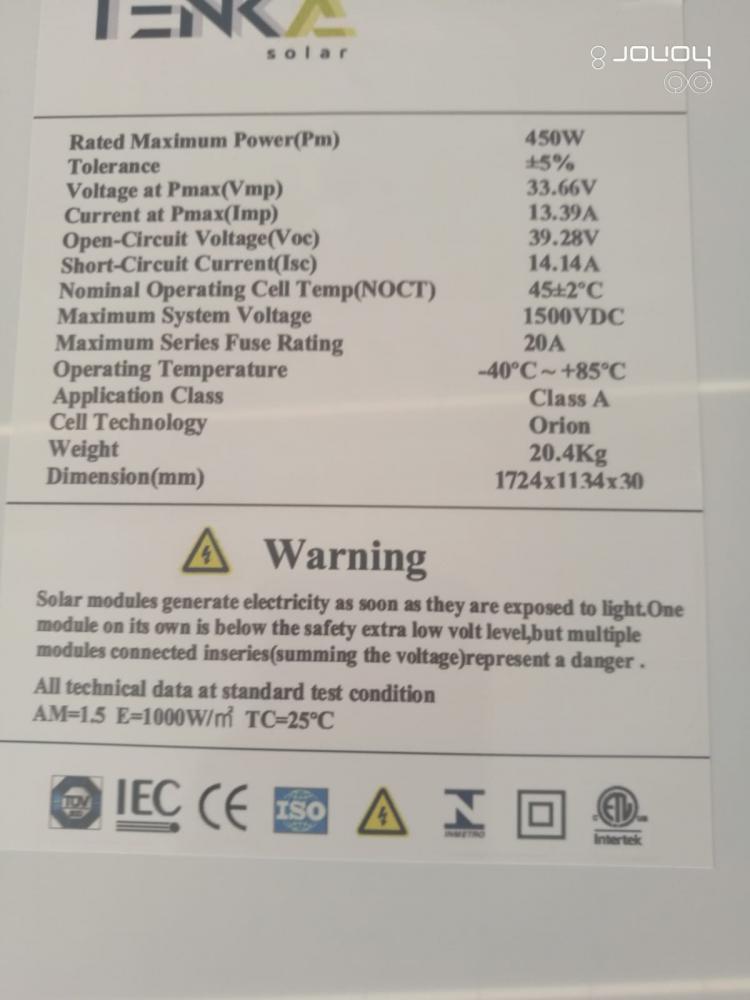 TENKA
solar
JOYOY
Rated Maximum Power(Pm) 450W
Tolerance ±5%
Voltage at Pmax(Vmp) 33.66V
Current at Pmax(Imp) 13.39A
Open-Circuit Voltage(Voc) 39.28V
Short-Circuit Current(Isc) 14.14A
Nominal Operating Cell Temp(NOCT) 45±2°C
Maximum System Voltage 1500VDC
Maximum Series Fuse Rating 20A
Operating Temperature -40°C~+85°C
Application Class Class A
Cell Technology Orion
Weight 20.4Kg
Dimension(mm) 1724x1134x30
Warning
Solar modules generate electricity as soon as they are exposed to light.One
module on its own is below the safety extra low volt level,but multiple
modules connected inseries(summing the voltage)represent a danger .
All technical data at standard test condition
AM=1.5 E=1000W/㎡ TC=25°C
TÜV IEC CE ISO INMETRO ETL Intertek